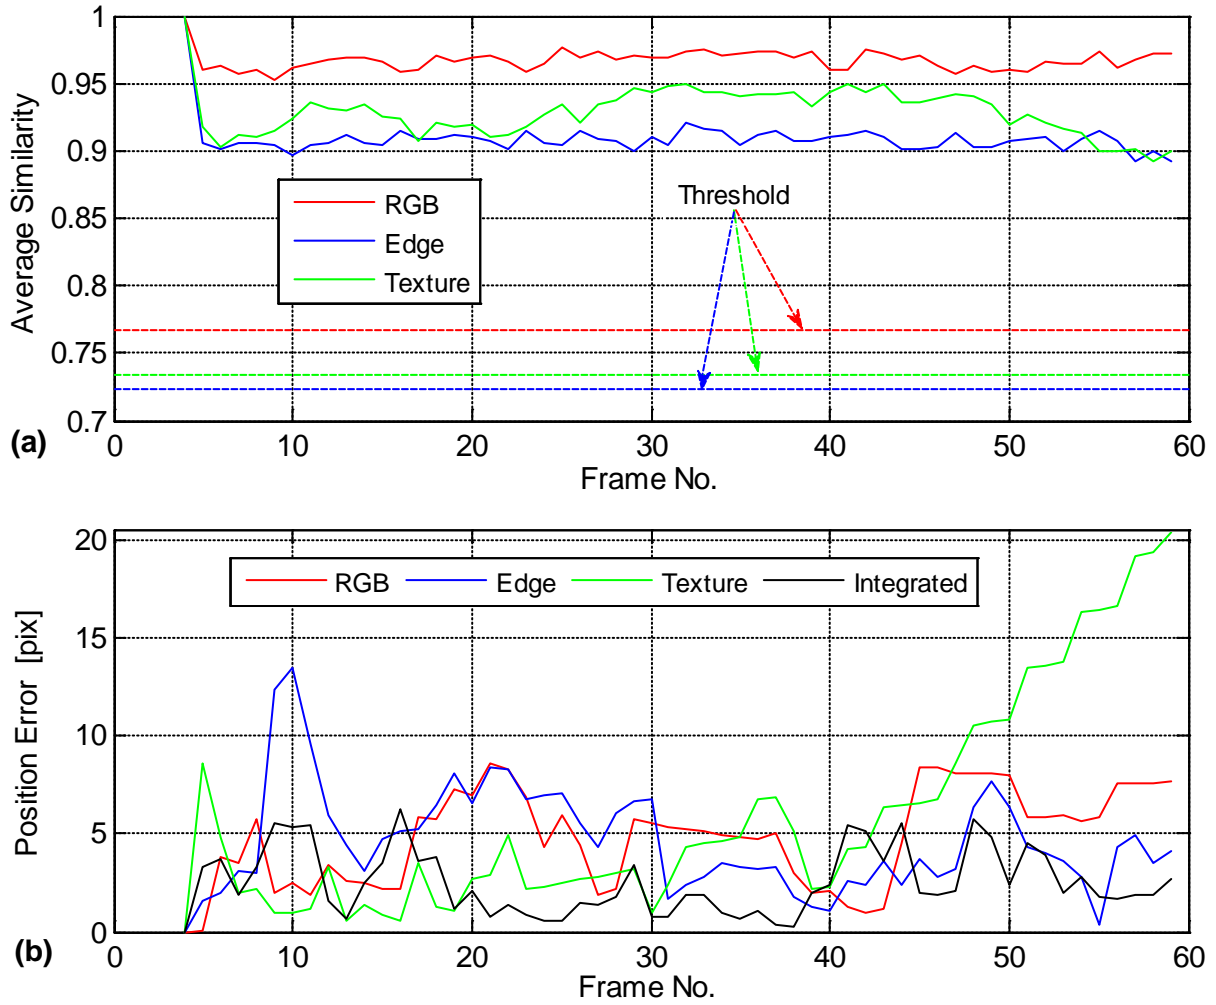 1
0.95
0.9
0.85
0.8
0.75
0.7
Average Similarity
RGB
Edge
Texture
Threshold
0 10 20 30 40 50 60
Frame No.
(a)
20
15
10
5
0
Position Error [pix]
RGB Edge Texture Integrated
0 10 20 30 40 50 60
Frame No.
(b)